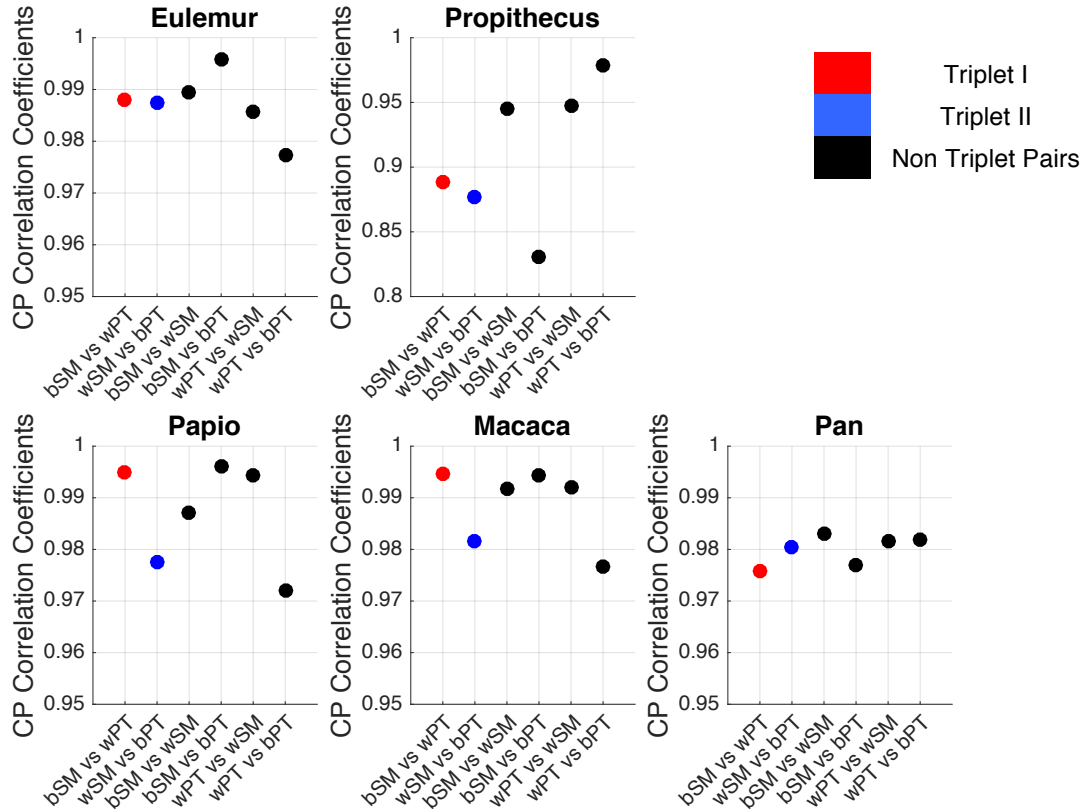 Eulemur
CP Correlation Coefficients
1
0.99
0.98
0.97
0.96
0.95
bSM vs wPT
wSM vs bPT
bSM vs wSM
bSM vs bPT
wPT vs wSM
wPT vs bPT
Propithecus
CP Correlation Coefficients
1
0.95
0.9
0.85
0.8
bSM vs wPT
wSM vs bPT
bSM vs wSM
bSM vs bPT
wPT vs wSM
wPT vs bPT
Triplet I
Triplet II
Non Triplet Pairs
Papio
CP Correlation Coefficients
1
0.99
0.98
0.97
0.96
0.95
bSM vs wPT
wSM vs bPT
bSM vs wSM
bSM vs bPT
wPT vs wSM
wPT vs bPT
Macaca
CP Correlation Coefficients
1
0.99
0.98
0.97
0.96
0.95
bSM vs wPT
wSM vs bPT
bSM vs wSM
bSM vs bPT
wPT vs wSM
wPT vs bPT
Pan
CP Correlation Coefficients
1
0.99
0.98
0.97
0.96
0.95
bSM vs wPT
wSM vs bPT
bSM vs wSM
bSM vs bPT
wPT vs wSM
wPT vs bPT